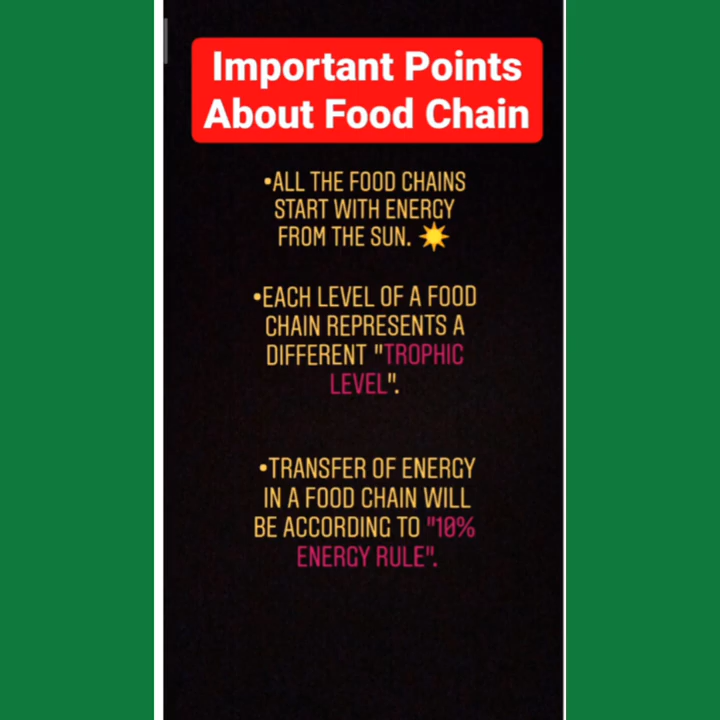 Important Points
About Food Chain
•ALL THE FOOD CHAINS
START WITH ENERGY
FROM THE SUN. ☀️
•EACH LEVEL OF A FOOD
CHAIN REPRESENTS A
DIFFERENT "TROPHIC
LEVEL".
•TRANSFER OF ENERGY
IN A FOOD CHAIN WILL
BE ACCORDING TO "10%
ENERGY RULE".